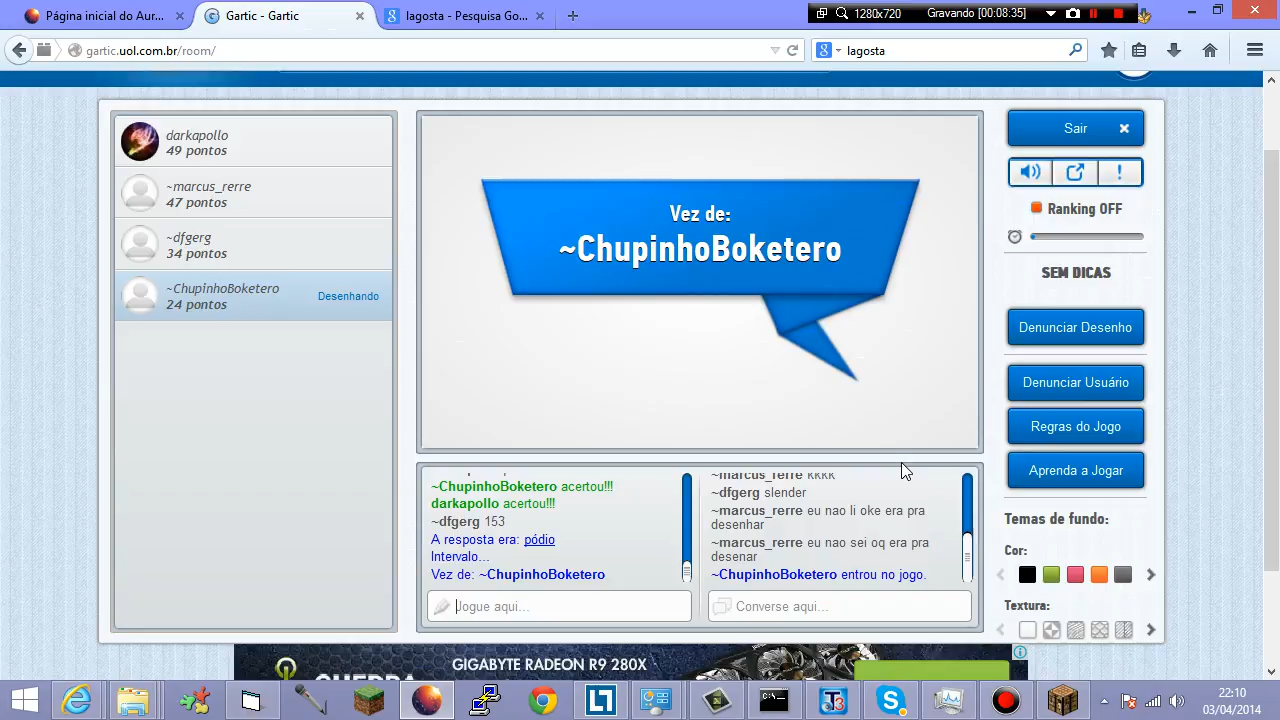 Página inicial do Aur...
Gartic - Gartic
lagosta - Pesquisa Go...
1280x720
Gravando [00:08:35]
gartic.uol.com.br/room/
lagosta
darkapollo
49 pontos
~marcus_rerre
47 pontos
~dfgerg
34 pontos
~ChupinhoBoketero
24 pontos
Desenhando
Vez de:
~ChupinhoBoketero
~ChupinhoBoketero acertou!!!
darkapollo acertou!!!
~dfgerg 153
A resposta era: pódio
Intervalo...
Vez de: ~ChupinhoBoketero
Jogue aqui...
~marcus_rerre kkkk
~dfgerg slender
~marcus_rerre eu nao li oke era pra
desenhar
~marcus_rerre eu nao sei oq era pra
desenar
~ChupinhoBoketero entrou no jogo.
Converse aqui...
Sair
Ranking OFF
SEM DICAS
Denunciar Desenho
Denunciar Usuário
Regras do Jogo
Aprenda a Jogar
Temas de fundo:
Cor:
Textura:
GIGABYTE RADEON R9 280X
22:10
03/04/2014